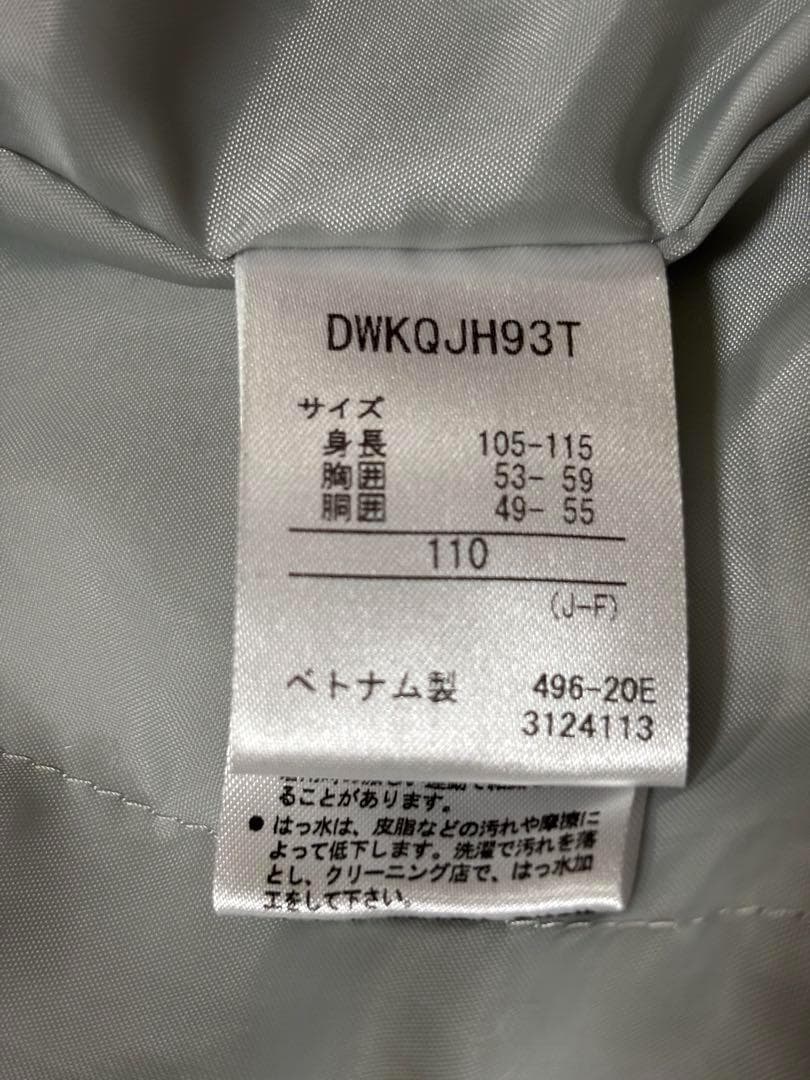 DWKQJH93T
サイズ
身長 105-115
胸囲 53- 59
胴囲 49- 55
110
(J-F)
ベトナム製 496-20E
3124113
ることがあります。
● はっ水は、皮脂などの汚れや摩擦に
よって低下します。洗濯で汚れを落
とし、クリーニング店で、はっ水加
工をして下さい。